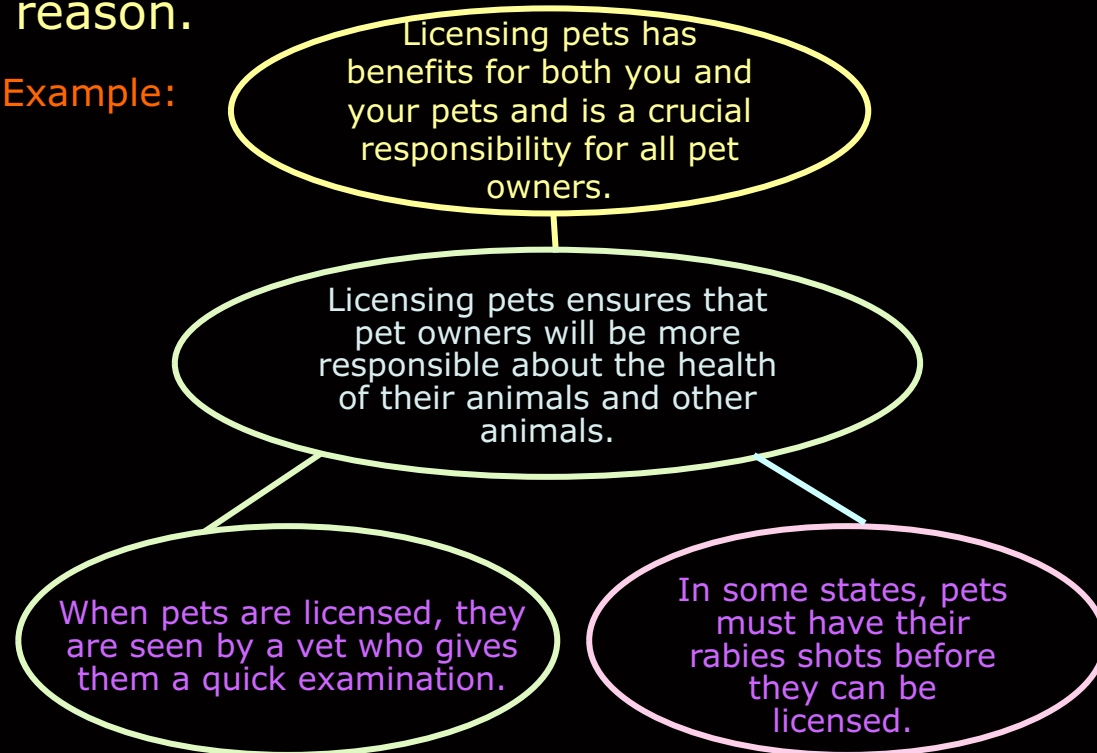 reason.
Example:
Licensing pets has
benefits for both you and
your pets and is a crucial
responsibility for all pet
owners.
Licensing pets ensures that
pet owners will be more
responsible about the health
of their animals and other
animals.
When pets are licensed, they
are seen by a vet who gives
them a quick examination.
In some states, pets
must have their
rabies shots before
they can be
licensed.